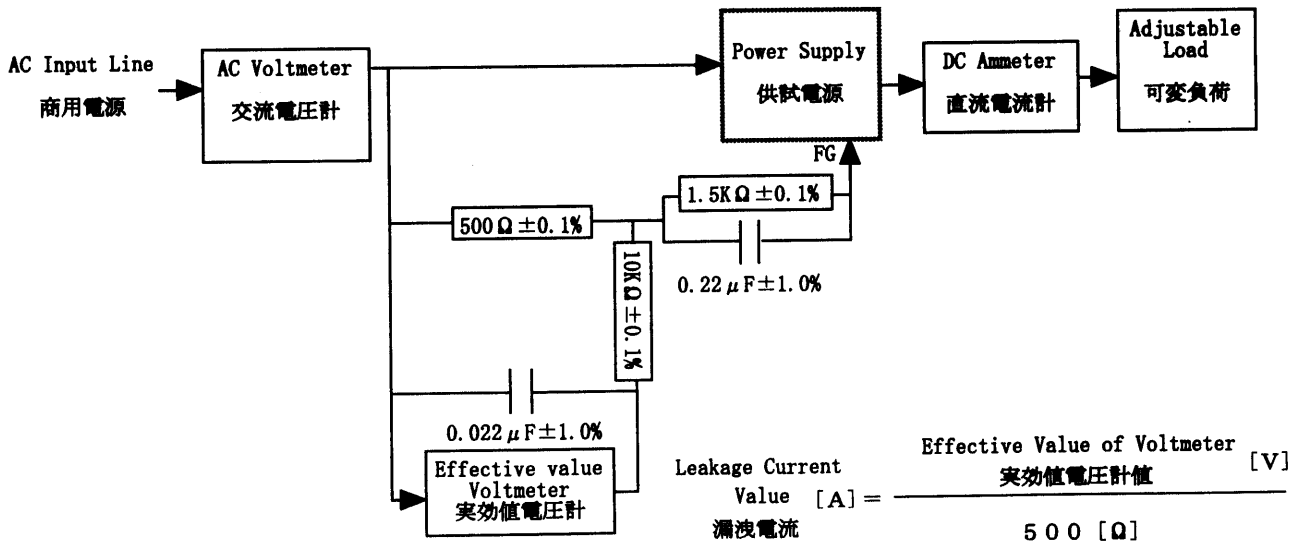 AC Input Line
商用電源
AC Voltmeter
交流電圧計
Power Supply
供試電源
DC Ammeter
直流電流計
Adjustable
Load
可変負荷
FG
1.5KΩ±0.1%
500Ω±0.1%
0.22μF±1.0%
10KΩ±0.1%
0.022μF±1.0%
Effective value
Voltmeter
実効値電圧計
Leakage Current
Value [A]=
漏洩電流
Effective Value of Voltmeter [V]
実効値電圧計値
500 [Ω]